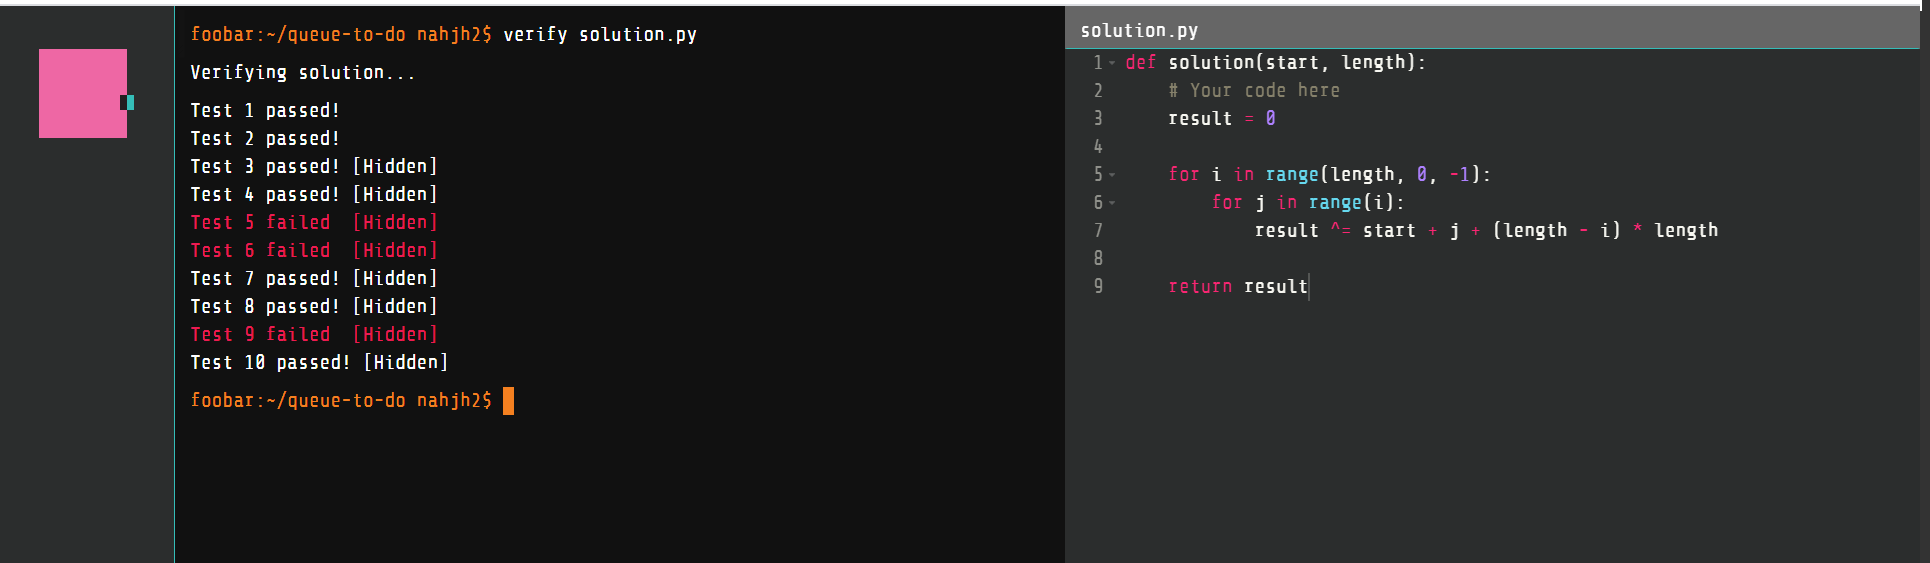 foobar:~/queue-to-do nahjh2$ verify solution.py
Verifying solution...
Test 1 passed!
Test 2 passed!
Test 3 passed! [Hidden]
Test 4 passed! [Hidden]
Test 5 failed  [Hidden]
Test 6 failed  [Hidden]
Test 7 passed! [Hidden]
Test 8 passed! [Hidden]
Test 9 failed  [Hidden]
Test 10 passed! [Hidden]
foobar:~/queue-to-do nahjh2$
solution.py
1 def solution(start, length):
2     # Your code here
3     result = 0
4
5     for i in range(length, 0, -1):
6         for j in range(i):
7             result ^= start + j + (length - i) * length
8
9     return result